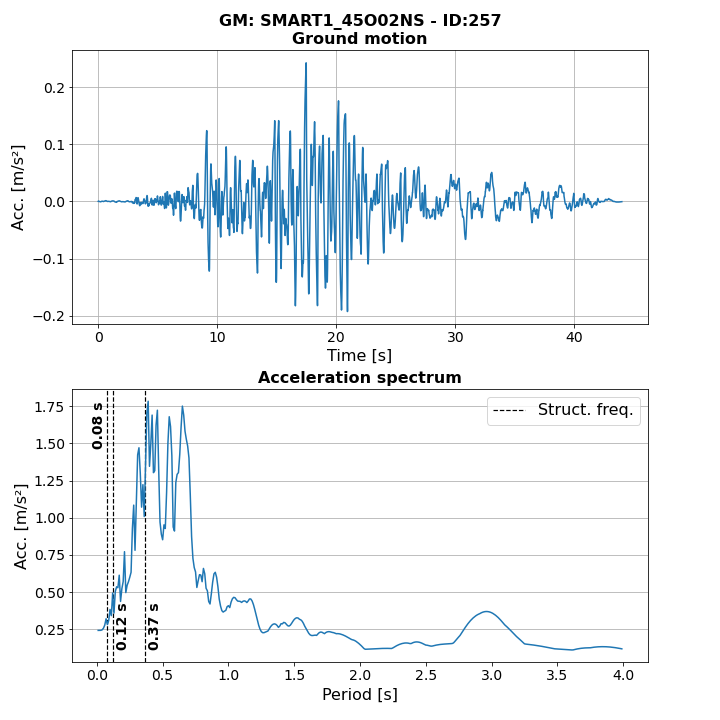 GM: SMART1_45O02NS - ID:257
Ground motion
Acc. [m/s²]
0.2
0.1
0.0
−0.1
−0.2
0 10 20 30 40
Time [s]
Acceleration spectrum
Acc. [m/s²]
1.75
1.50
1.25
1.00
0.75
0.50
0.25
0.08 s
0.12 s
0.37 s
Struct. freq.
0.0 0.5 1.0 1.5 2.0 2.5 3.0 3.5 4.0
Period [s]